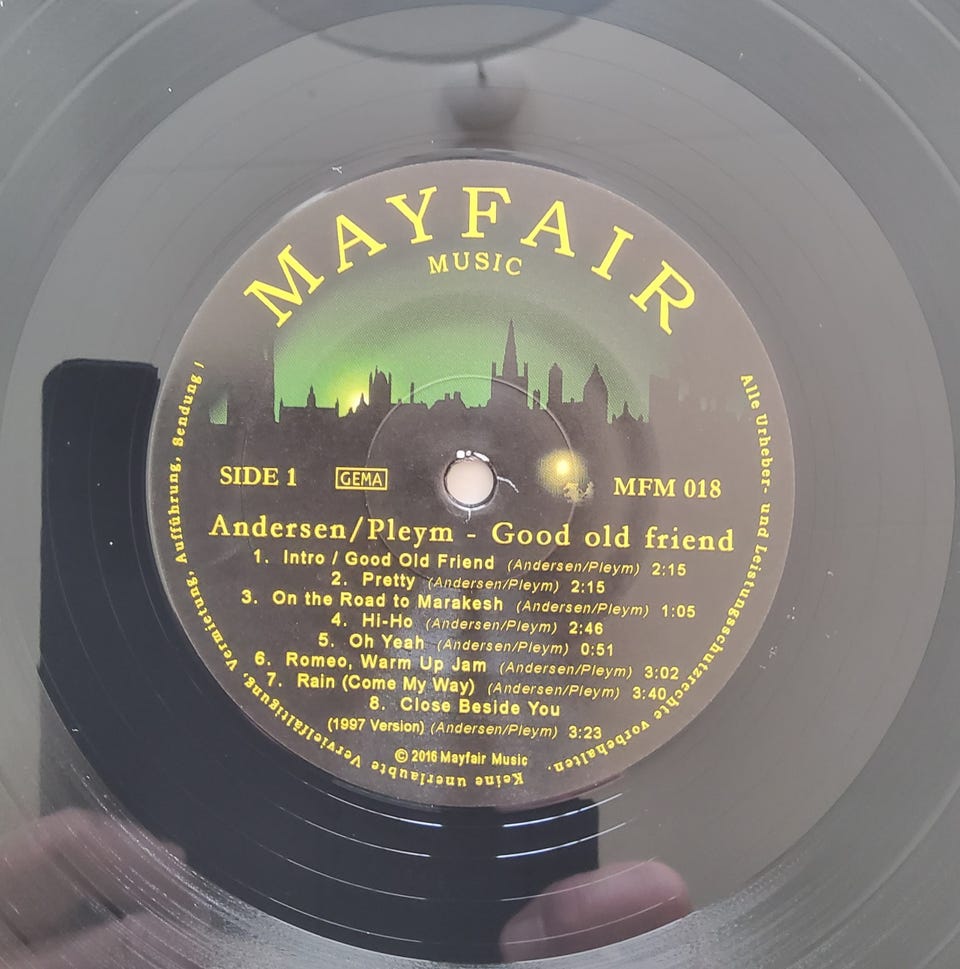 MAYFAIR
MUSIC
SIDE 1
GEMA
MFM 018
Andersen/Pleym - Good old friend
1. Intro / Good Old Friend (Andersen/Pleym) 2:15
2. Pretty (Andersen/Pleym) 2:15
3. On the Road to Marakesh (Andersen/Pleym) 1:05
4. Hi-Ho (Andersen/Pleym) 2:46
5. Oh Yeah (Andersen/Pleym) 0:51
6. Romeo, Warm Up Jam (Andersen/Pleym) 3:02
7. Rain (Come My Way) (Andersen/Pleym) 3:40
8. Close Beside You
(1997 Version) (Andersen/Pleym) 3:23
© 2016 Mayfair Music
Alle Urheber- und Leistungsschutzrechte vorbehalten. Keine unerlaubte Vervielfältigung, Vermietung, Aufführung, Sendung !